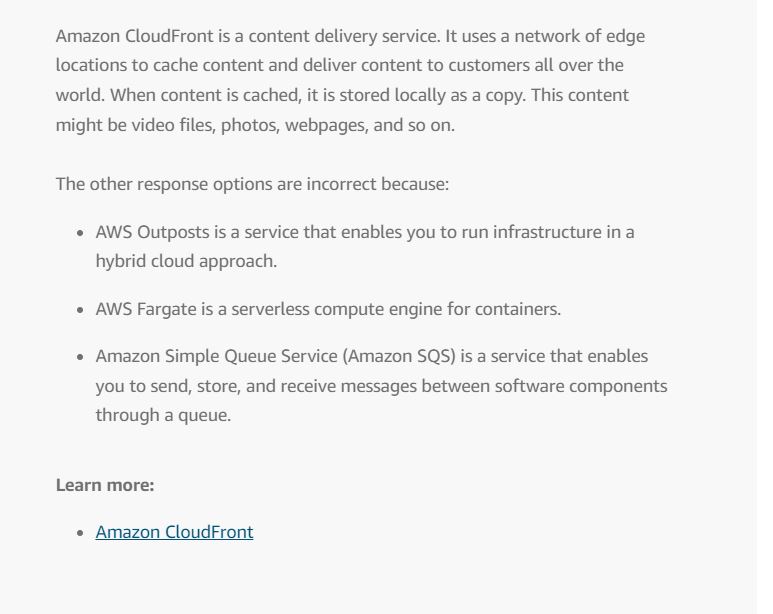 Amazon CloudFront is a content delivery service. It uses a network of edge
locations to cache content and deliver content to customers all over the
world. When content is cached, it is stored locally as a copy. This content
might be video files, photos, webpages, and so on.
The other response options are incorrect because:
• AWS Outposts is a service that enables you to run infrastructure in a
hybrid cloud approach.
• AWS Fargate is a serverless compute engine for containers.
• Amazon Simple Queue Service (Amazon SQS) is a service that enables
you to send, store, and receive messages between software components
through a queue.
Learn more:
• Amazon CloudFront